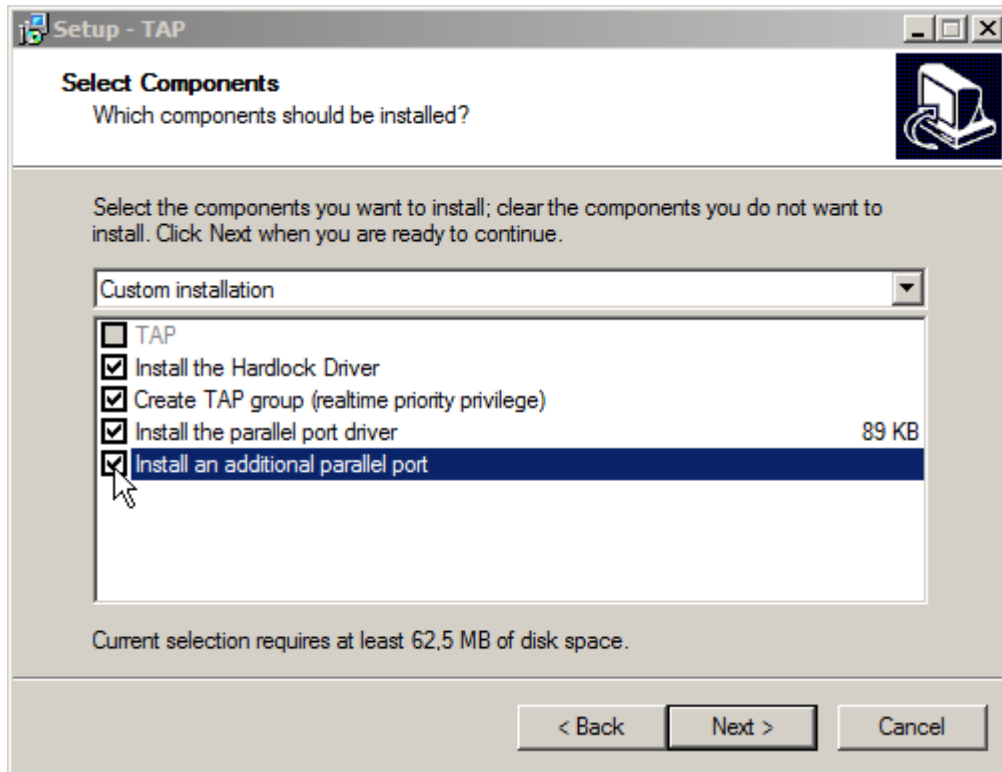 Setup - TAP
Select Components
Which components should be installed?
Select the components you want to install; clear the components you do not want to
install. Click Next when you are ready to continue.
Custom installation
TAP
Install the Hardlock Driver
Create TAP group (realtime priority privilege)
Install the parallel port driver 89 KB
Install an additional parallel port
Current selection requires at least 62,5 MB of disk space.
< Back Next > Cancel